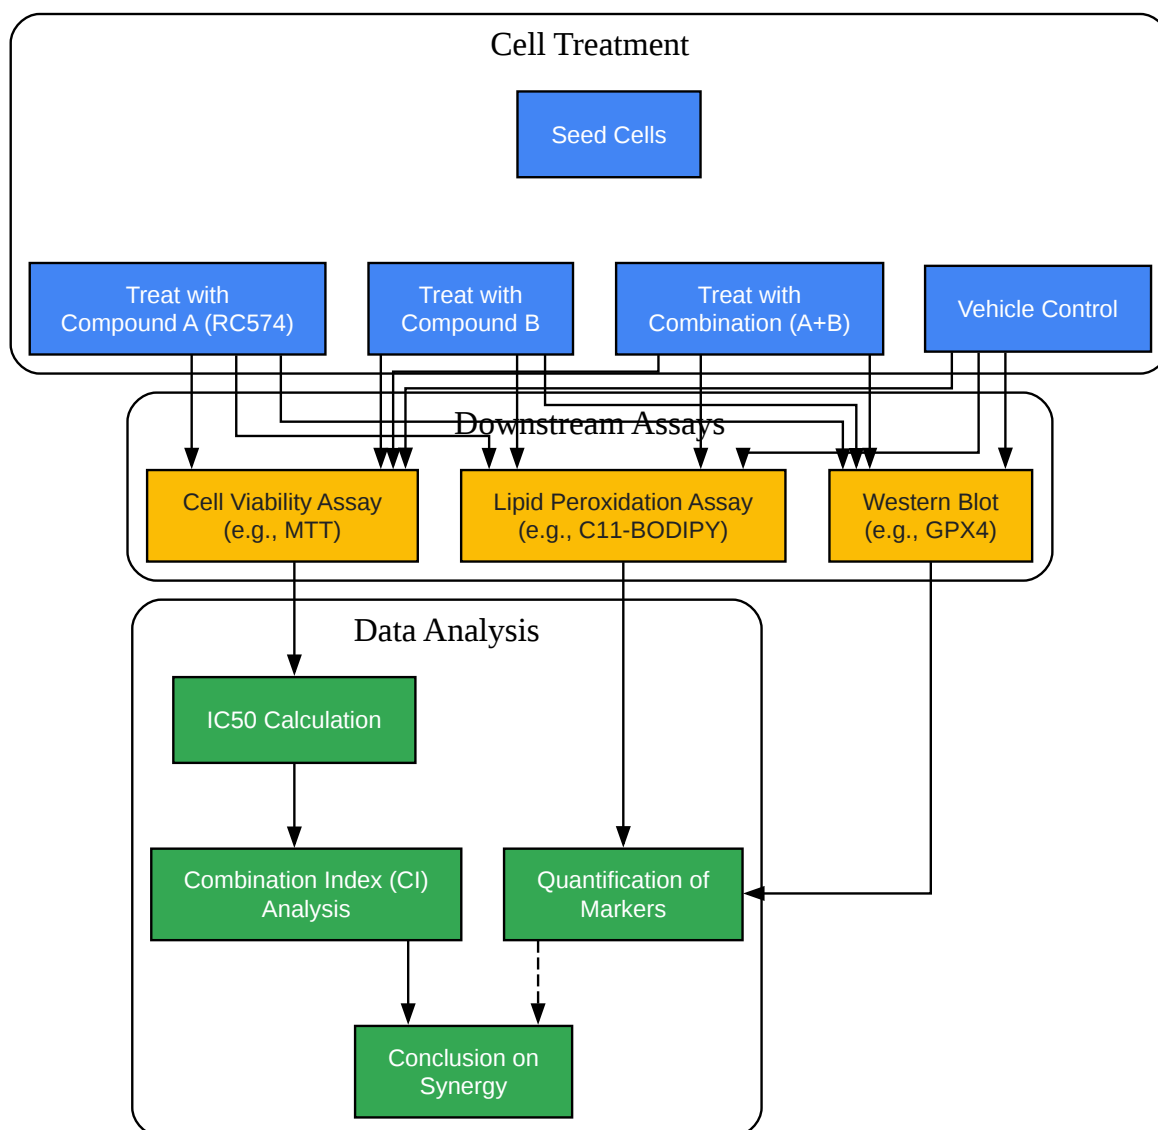 Cell Treatment
Seed Cells
Treat with
Compound A (RC574)
Treat with
Compound B
Treat with
Combination (A+B)
Vehicle Control
Downstream Assays
Cell Viability Assay
(e.g., MTT)
Lipid Peroxidation Assay
(e.g., C11-BODIPY)
Western Blot
(e.g., GPX4)
Data Analysis
IC50 Calculation
Combination Index (CI)
Analysis
Quantification of
Markers
Conclusion on
Synergy